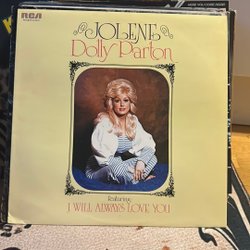 RCA
JOLENE
Dolly Parton
Featuring
I WILL ALWAYS LOVE YOU